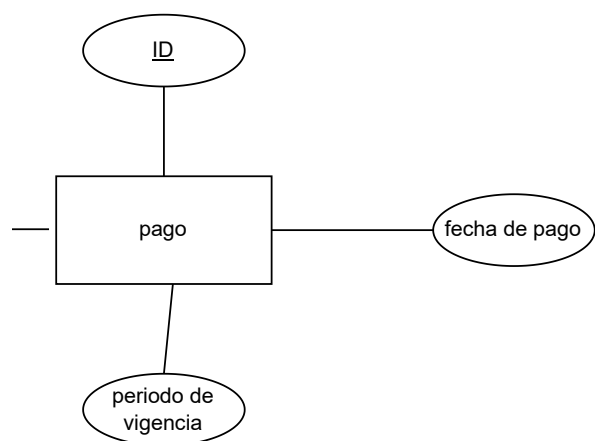 ID
pago
fecha de pago
periodo de
vigencia